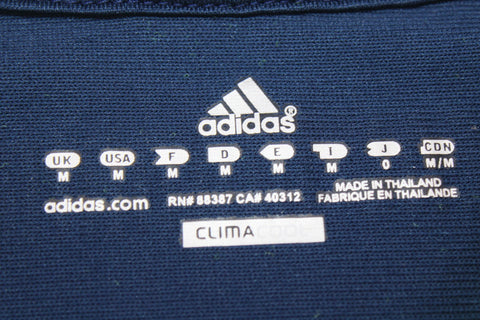 adidas
UK USA F D E I J CDN
M M M M M M O M/M
adidas.com RN# 88387 CA# 40312 MADE IN THAILAND
FABRIQUE EN THAILANDE
CLIMACOOL